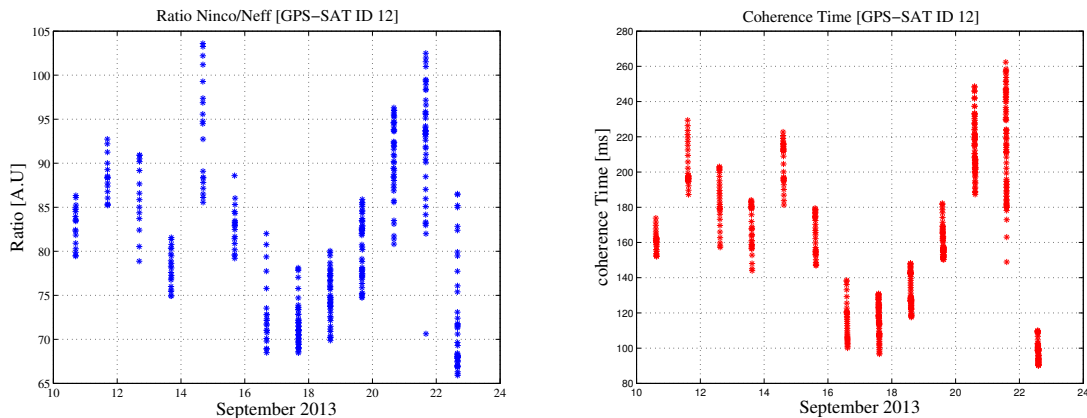 Ratio Ninco/Neff [GPS−SAT ID 12]
105
100
95
90
85
80
75
70
65
Ratio [A.U]
10 12 14 16 18 20 22 24
September 2013
Coherence Time [GPS−SAT ID 12]
280
260
240
220
200
180
160
140
120
100
80
coherence Time [ms]
10 12 14 16 18 20 22 24
September 2013